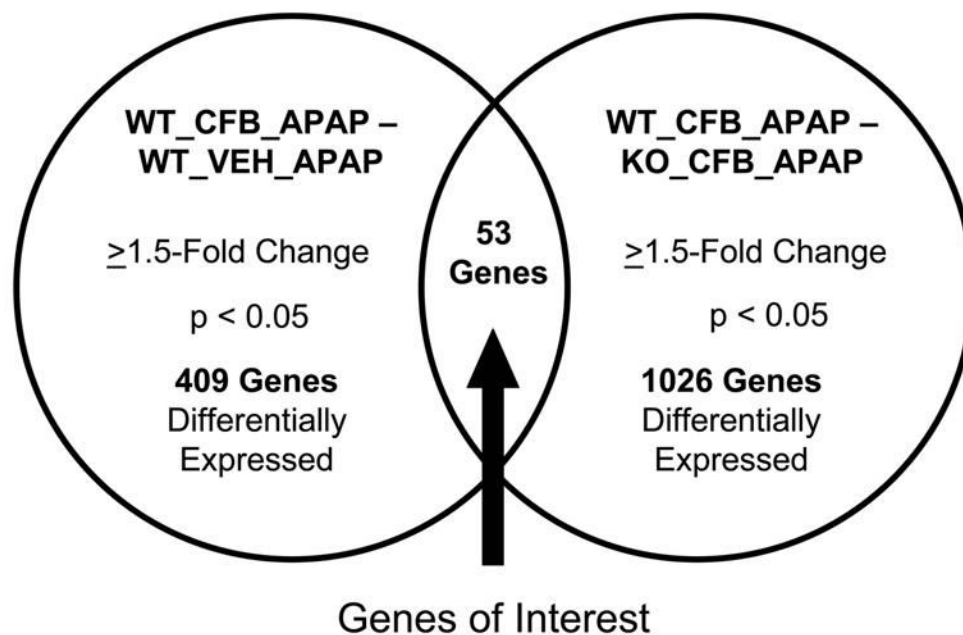 WT_CFB_APAP –
WT_VEH_APAP
≥1.5-Fold Change
p < 0.05
409 Genes
Differentially
Expressed
53
Genes
WT_CFB_APAP –
KO_CFB_APAP
≥1.5-Fold Change
p < 0.05
1026 Genes
Differentially
Expressed
Genes of Interest